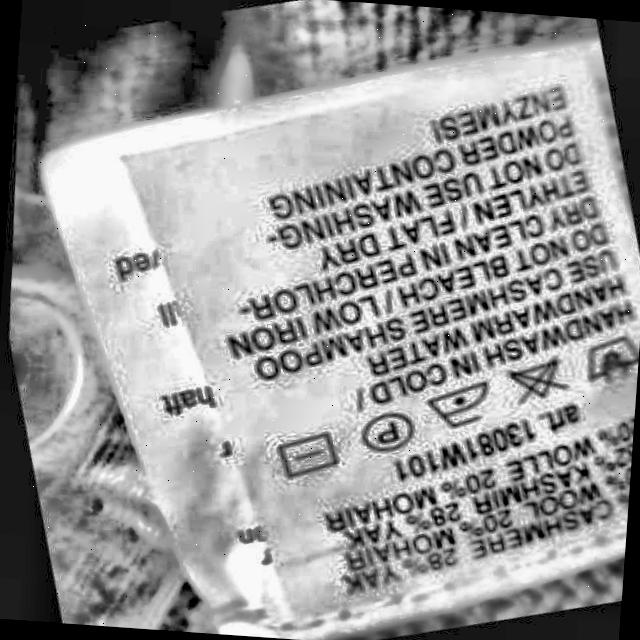 CASHMERE 28% YAK
WOOL 20% MOHAIR
KASHMIR 28% YAK
WOLLE 20% MOHAIR
art. 13081W101
P
HANDWASH IN COLD /
HANDWARM WATER
USE CASHMERE SHAMPOO
DO NOT BLEACH / LOW IRON
DRY CLEAN IN PERCHLOR-
ETHYLEN / FLAT DRY
DO NOT USE WASHING-
POWDER CONTAINING
ENZYMES!